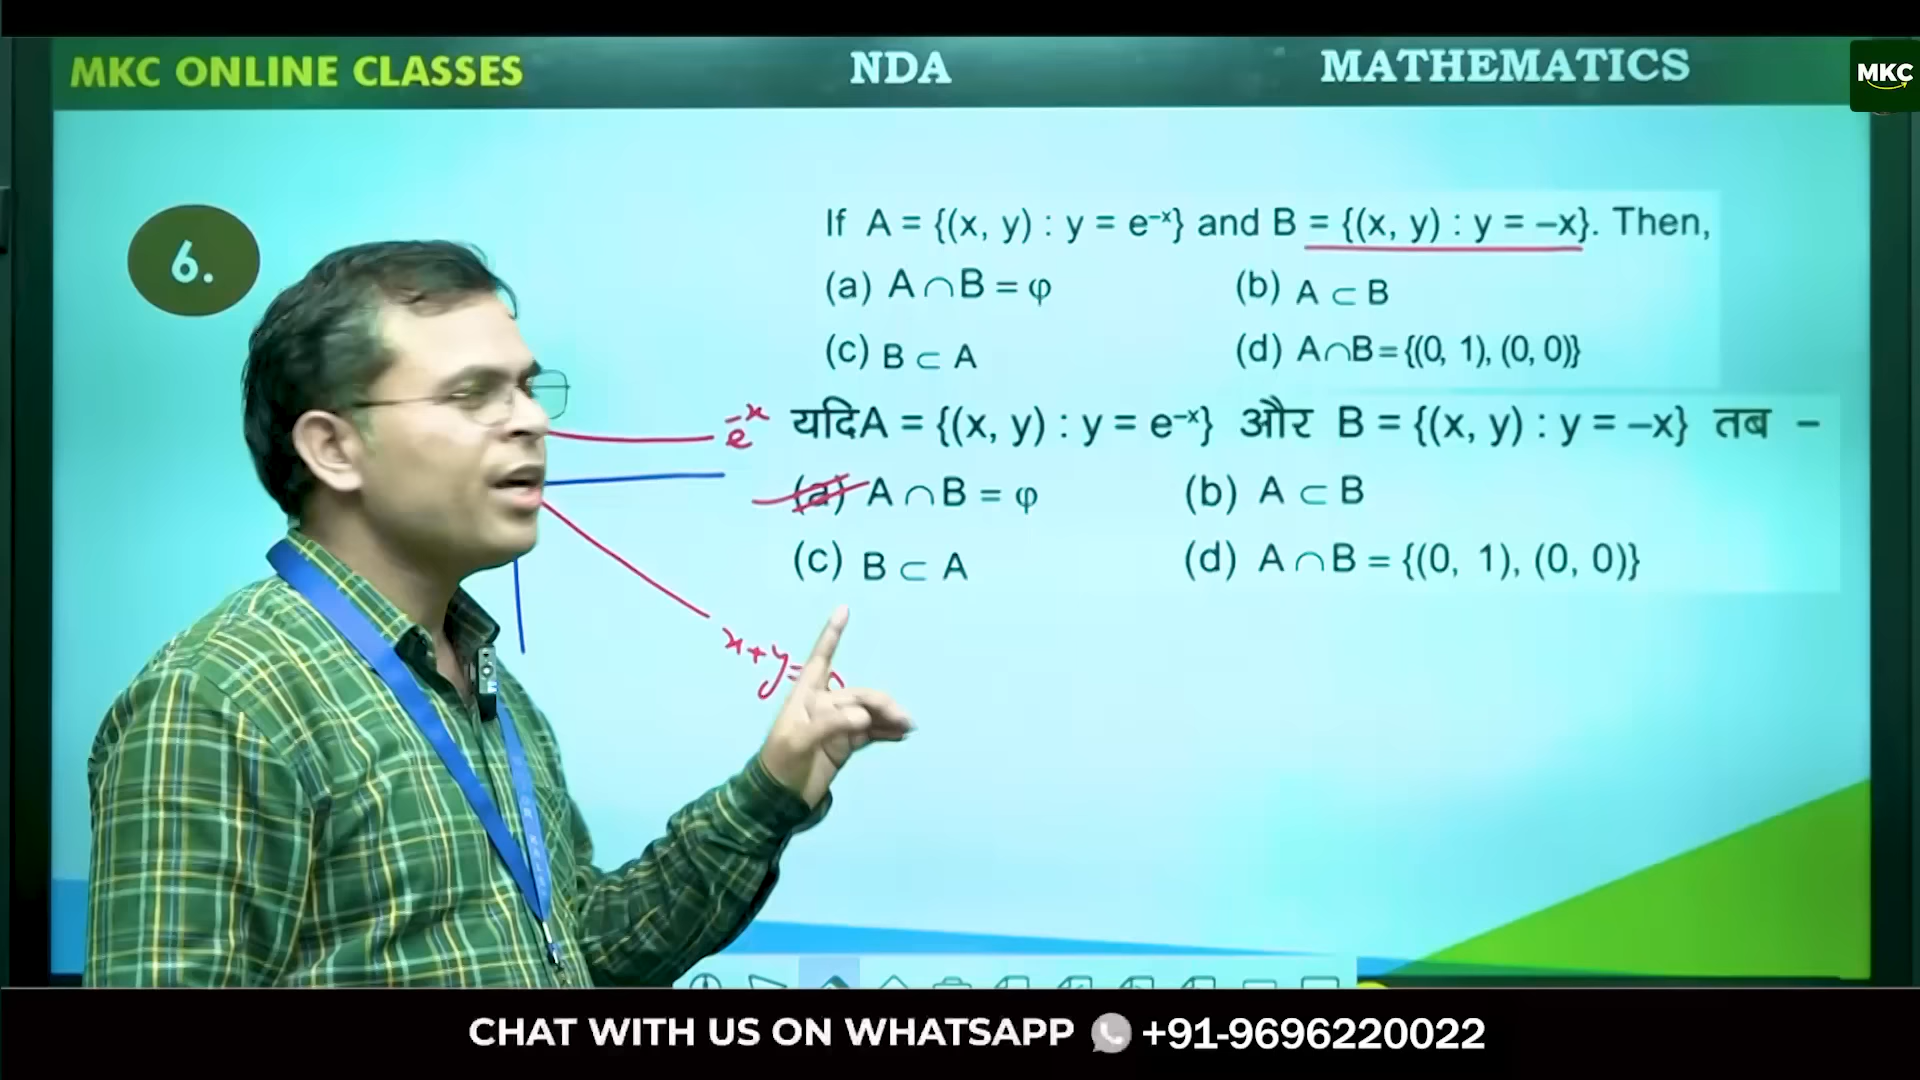 MKC ONLINE CLASSES NDA MATHEMATICS
MKC
6.
If A = {(x, y) : y = e⁻ˣ} and B = {(x, y) : y = –x}. Then,
(a) A ∩ B = φ (b) A ⊂ B
(c) B ⊂ A (d) A∩B = {(0, 1), (0, 0)}
e⁻ˣ
यदिA = {(x, y) : y = e⁻ˣ} और B = {(x, y) : y = –x} तब –
(a) A ∩ B = φ (b) A ⊂ B
(c) B ⊂ A (d) A ∩ B = {(0, 1), (0, 0)}
x+y=
CHAT WITH US ON WHATSAPP +91-9696220022